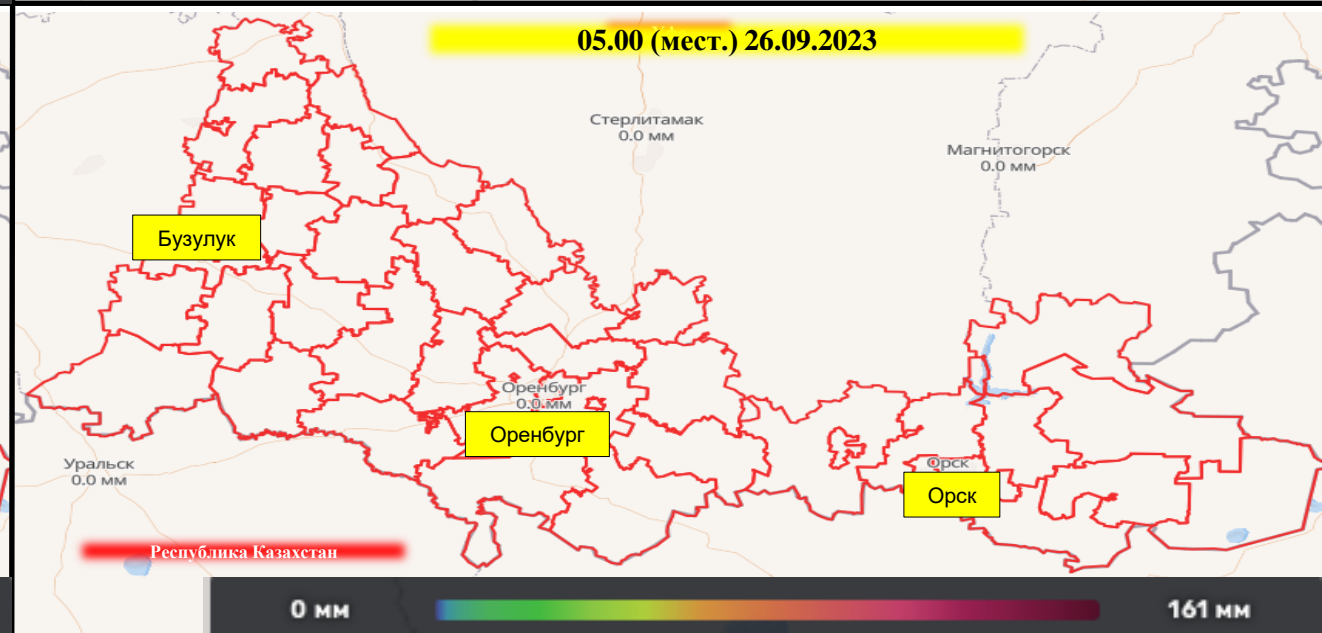 05.00 (мест.) 26.09.2023
Стерлитамак
0.0 мм
Магнитогорск
0.0 мм
Бузулук
Оренбург
0.0 мм
Оренбург
Уральск
0.0 мм
Орск
Орск
Республика Казахстан
0 мм
161 мм